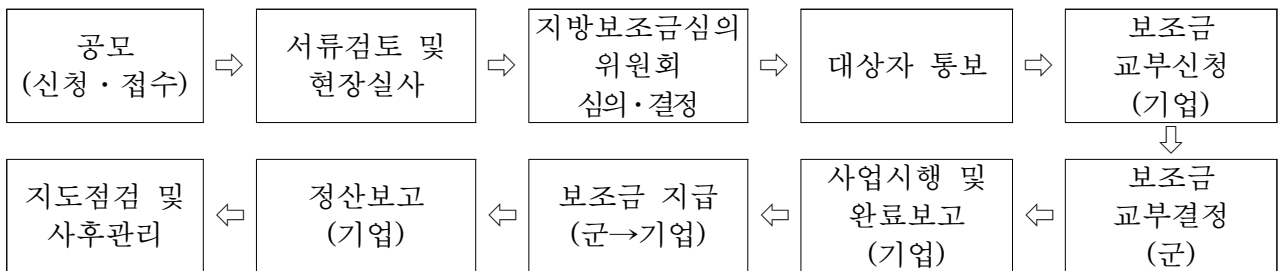 공모
(신청・접수)
⇨
서류검토 및
현장실사
⇨
지방보조금심의
위원회
심의・결정
⇨
대상자 통보
⇨
보조금
교부신청
(기업)
⇩
보조금
교부결정
(군)
⇦
사업시행 및
완료보고
(기업)
⇦
보조금 지급
(군→기업)
⇦
정산보고
(기업)
⇦
지도점검 및
사후관리